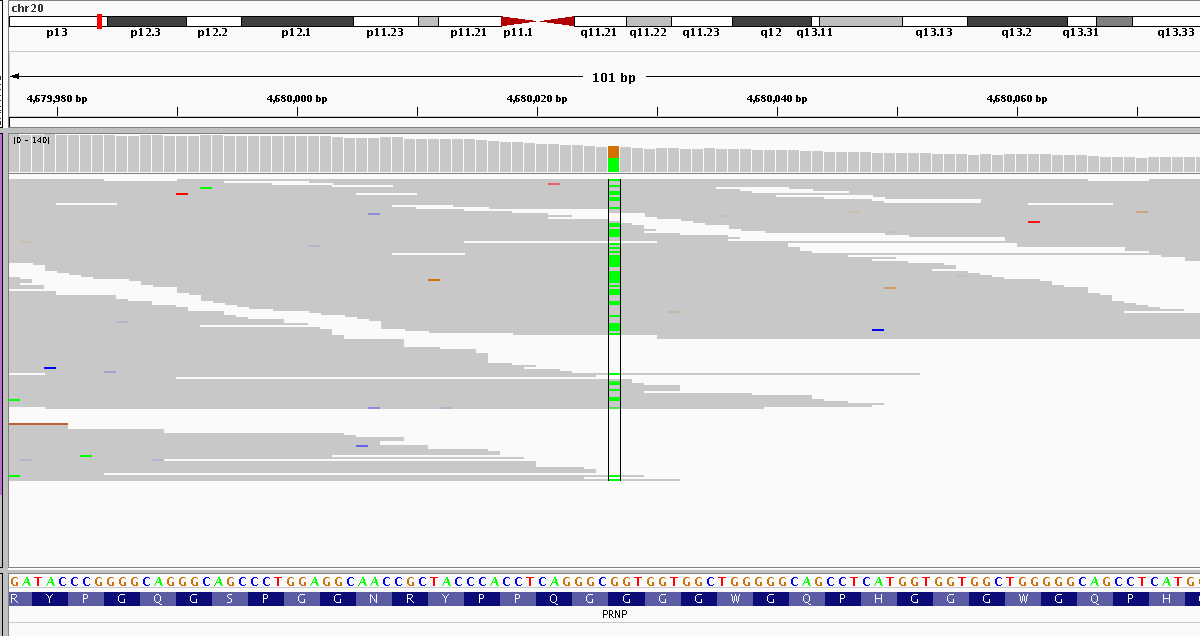 chr20
p13 p12.3 p12.2 p12.1 p11.23 p11.21 p11.1 q11.21 q11.22 q11.23 q12 q13.11 q13.13 q13.2 q13.31 q13.33
101 bp
4,679,980 bp 4,680,000 bp 4,680,020 bp 4,680,040 bp 4,680,060 bp
[0 - 140]
GATACCCGGGGCAGGGCAGCCCTGGAGGCAACCGCTACCCACCTCAGGGCGGTGGTGGCTGGGGGCAGCCTCATGGTGGTGGCTGGGGGCAGCCTCATG
R Y P G Q G S P G G N R Y P P Q G G G G W G Q P H G G G W G Q P H
PRNP